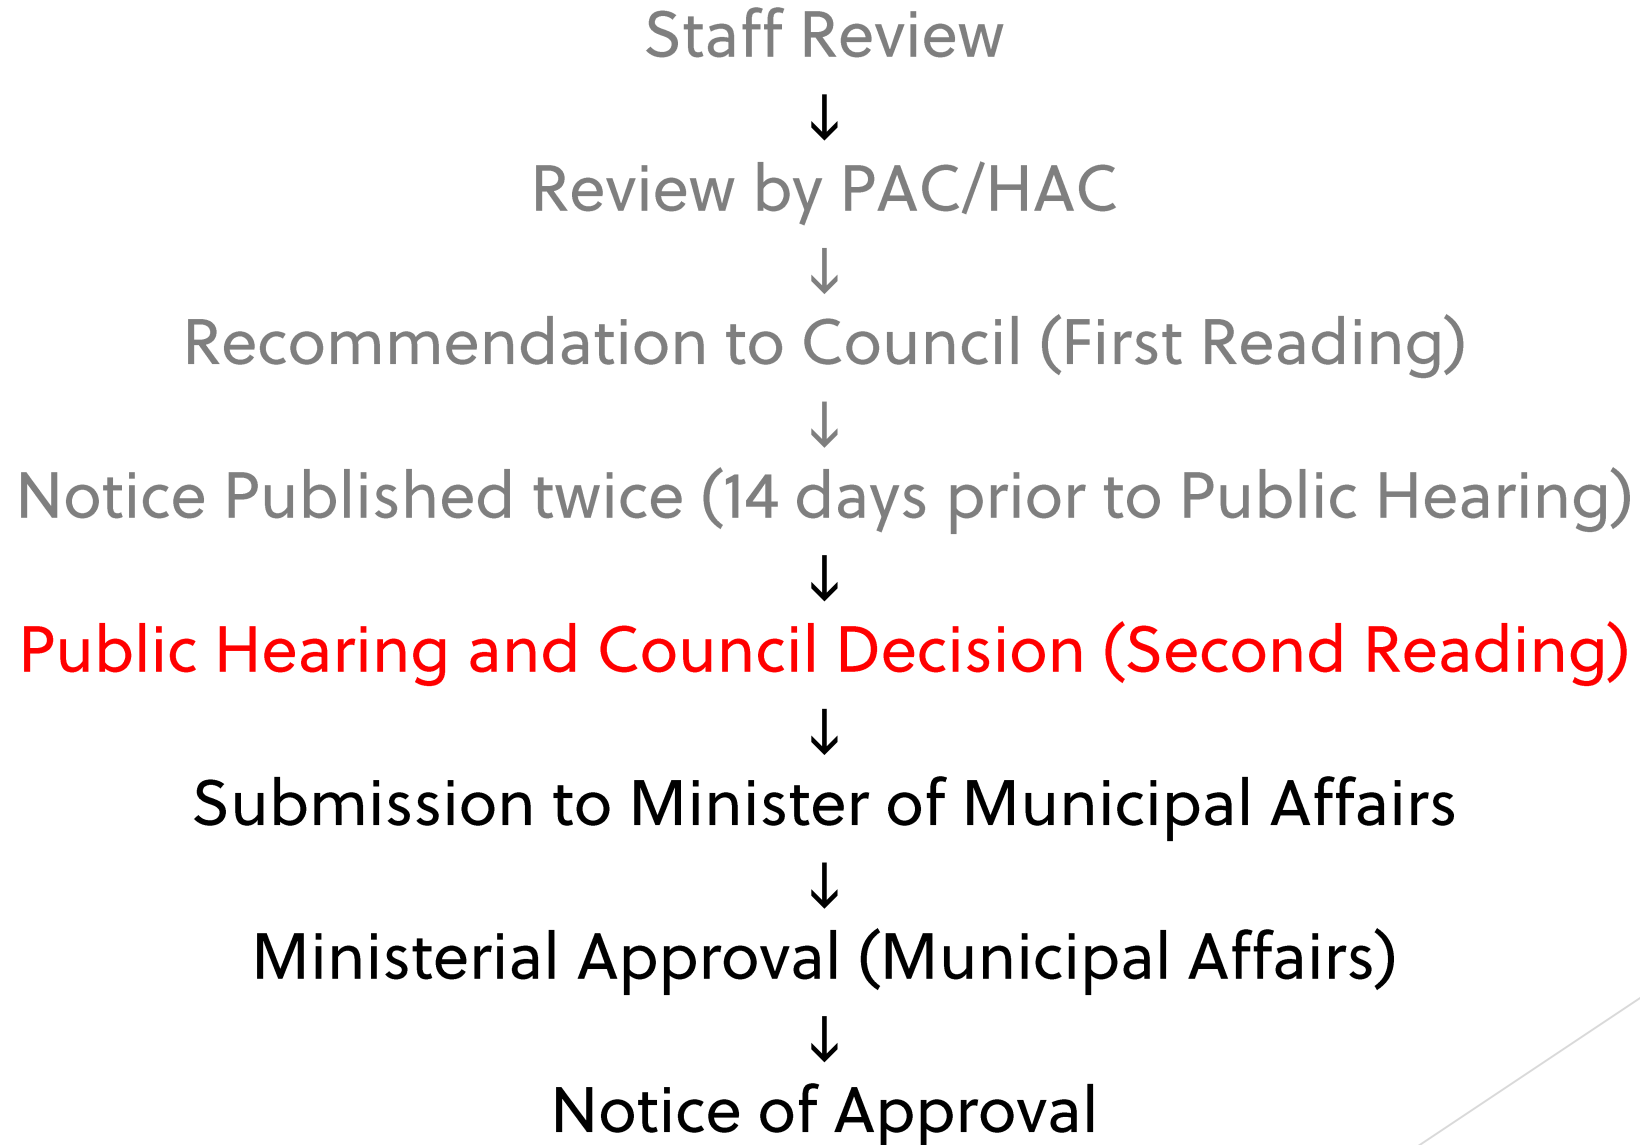 Staff Review
↓
Review by PAC/HAC
↓
Recommendation to Council (First Reading)
↓
Notice Published twice (14 days prior to Public Hearing)
↓
Public Hearing and Council Decision (Second Reading)
↓
Submission to Minister of Municipal Affairs
↓
Ministerial Approval (Municipal Affairs)
↓
Notice of Approval